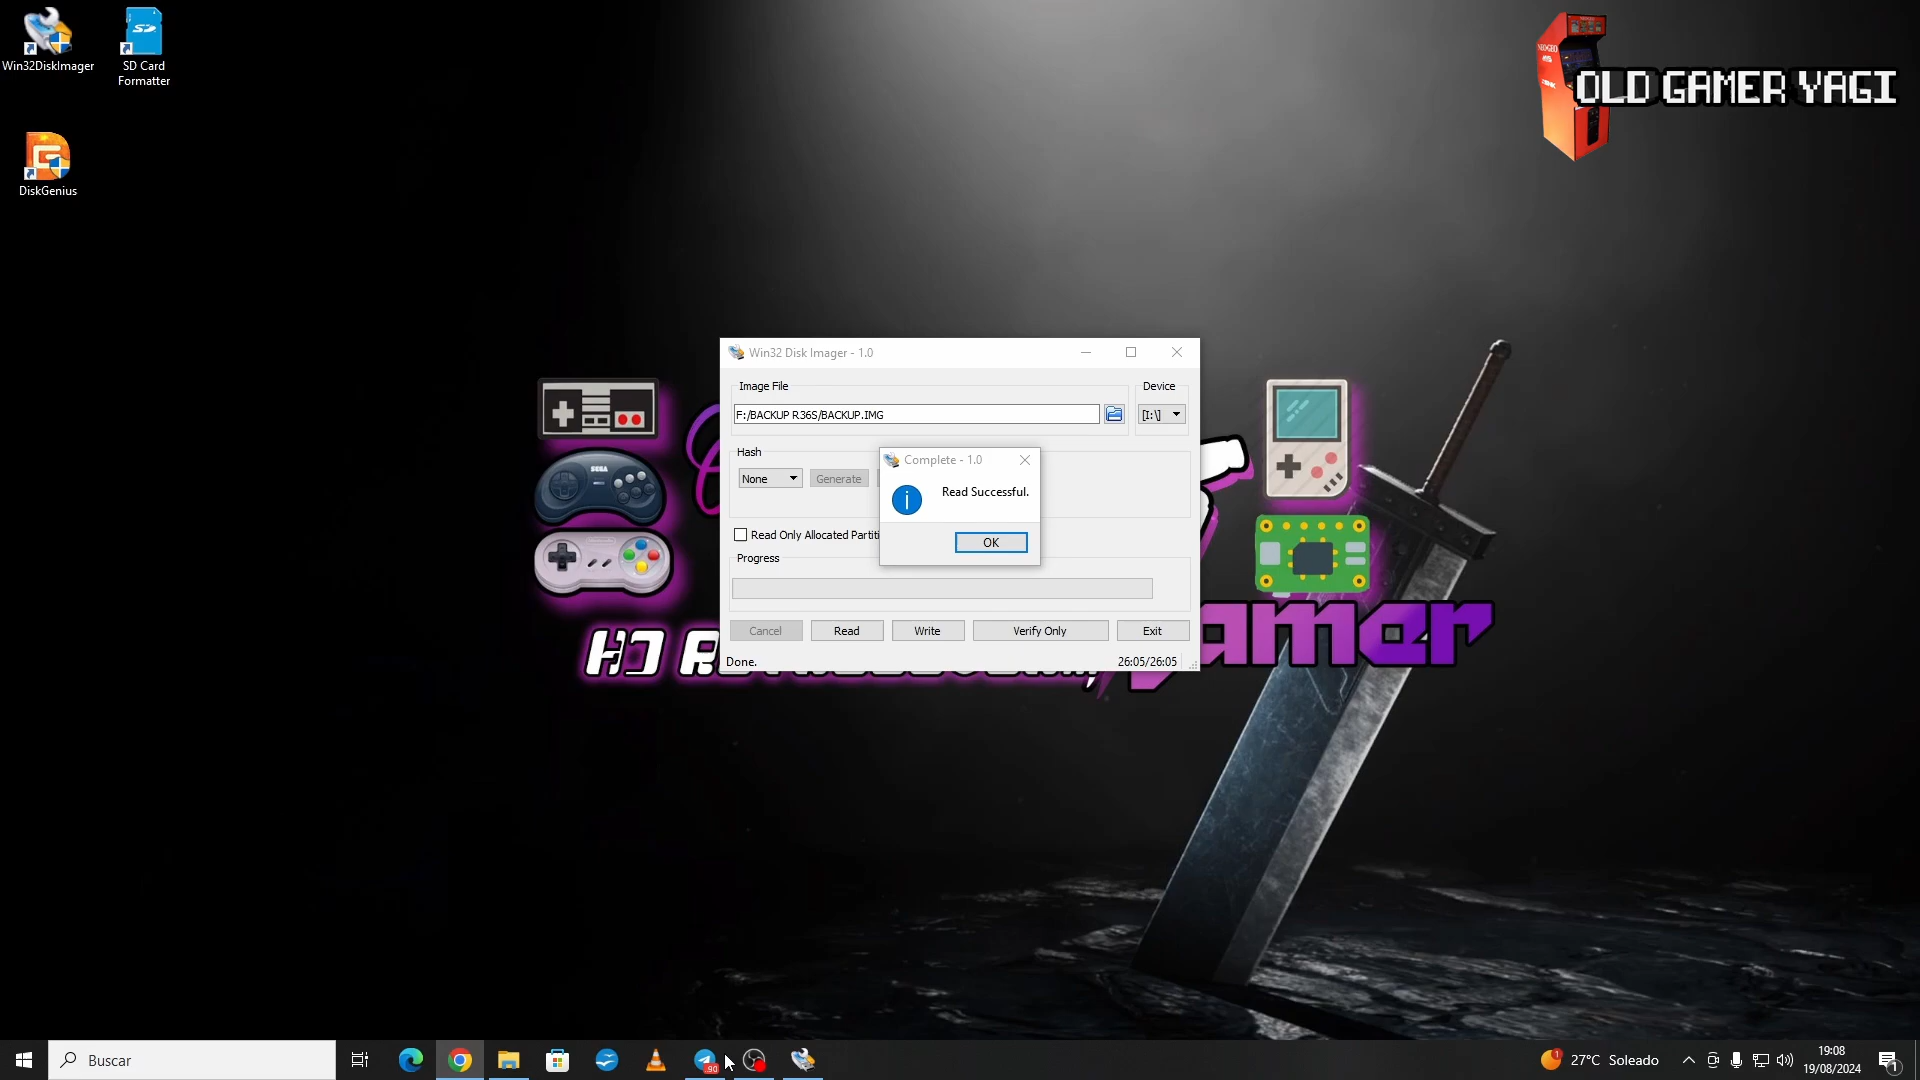 Win32DiskImager
SD Card
Formatter
DiskGenius
OLD GAMER YAGI
Win32 Disk Imager - 1.0
Image File
Device
F:/BACKUP R36S/BACKUP.IMG
[I:\]
Hash
None
Generate
Complete - 1.0
Read Successful.
OK
Read Only Allocated Partiti
Progress
Cancel
Read
Write
Verify Only
Exit
Done.
26:05/26:05
SEGA
amer
Buscar
27°C Soleado
19:08
19/08/2024